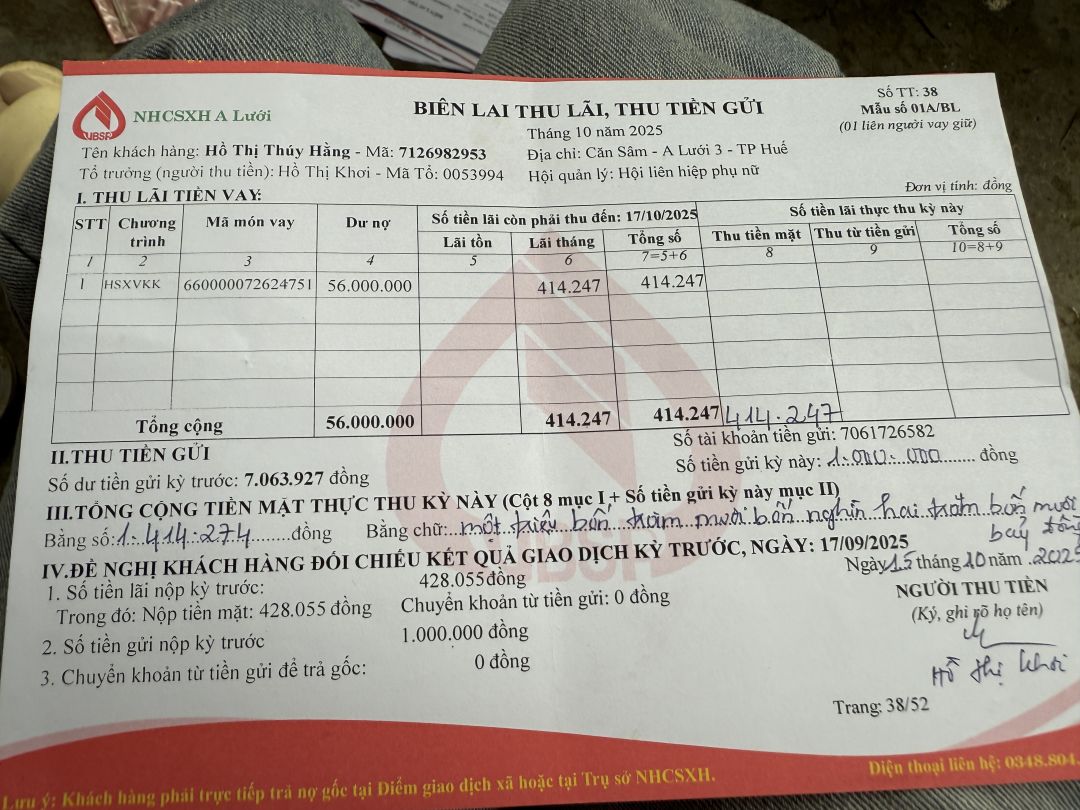 VBSP
NHCSXH A Lưới
BIÊN LAI THU LÃI, THU TIỀN GỬI
Tháng 10 năm 2025
Số TT: 38
Mẫu số 01A/BL
(01 liên người vay giữ)
Tên khách hàng: Hồ Thị Thúy Hằng - Mã: 7126982953
Địa chỉ: Căn Sâm - A Lưới 3 - TP Huế
Tổ trưởng (người thu tiền): Hồ Thị Khơi - Mã Tổ: 0053994
Hội quản lý: Hội liên hiệp phụ nữ
I. THU LÃI TIỀN VAY:
Đơn vị tính: đồng
STT Chương trình Mã món vay Dư nợ Số tiền lãi còn phải thu đến: 17/10/2025 Số tiền lãi thực thu kỳ này
Lãi tồn Lãi tháng Tổng số Thu tiền mặt Thu từ tiền gửi Tổng số
1 2 3 4 5 6 7=5+6 8 9 10=8+9
1 HSXVKK 660000072624751 56.000.000 414.247 414.247
Tổng cộng 56.000.000 414.247 414.247 414.247
II.THU TIỀN GỬI
Số tài khoản tiền gửi: 7061726582
Số dư tiền gửi kỳ trước: 7.063.927 đồng
Số tiền gửi kỳ này: 1.000.000 đồng
III.TỔNG CỘNG TIỀN MẶT THỰC THU KỲ NÀY (Cột 8 mục I + Số tiền gửi kỳ này mục II)
Bằng số: 1.414.274 đồng Bằng chữ: một triệu bốn trăm mười bốn nghìn hai trăm bốn mươi
bảy đồng
IV.ĐỀ NGHỊ KHÁCH HÀNG ĐỐI CHIẾU KẾT QUẢ GIAO DỊCH KỲ TRƯỚC, NGÀY: 17/09/2025
Ngày 15 tháng 10 năm 2025
1. Số tiền lãi nộp kỳ trước: 428.055đồng
NGƯỜI THU TIỀN
Trong đó: Nộp tiền mặt: 428.055 đồng Chuyển khoản từ tiền gửi: 0 đồng
(Ký, ghi rõ họ tên)
2. Số tiền gửi nộp kỳ trước 1.000.000 đồng
3. Chuyển khoản từ tiền gửi để trả gốc: 0 đồng
Hồ Thị Khơi
Trang: 38/52
Lưu ý: Khách hàng phải trực tiếp trả nợ gốc tại Điểm giao dịch xã hoặc tại Trụ sở NHCSXH.
Điện thoại liên hệ: 0348.804.